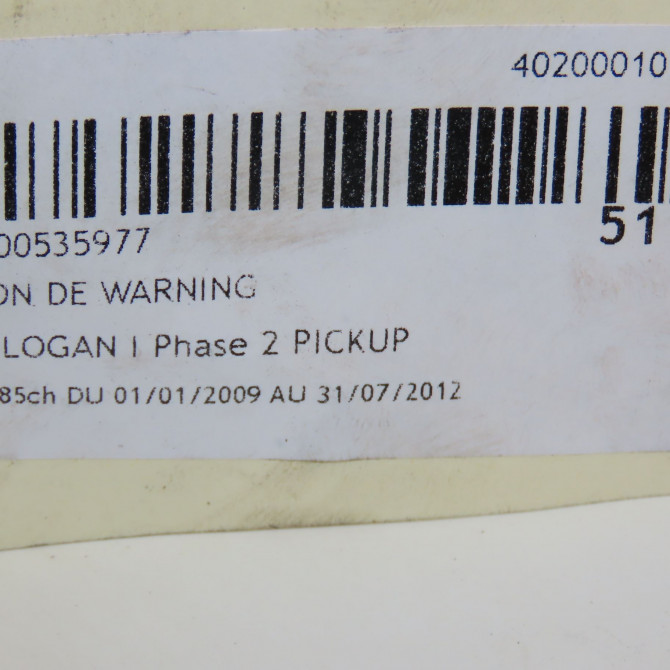 40200010
51
00535977
ON DE WARNING
LOGAN I Phase 2 PICKUP
85ch DU 01/01/2009 AU 31/07/2012